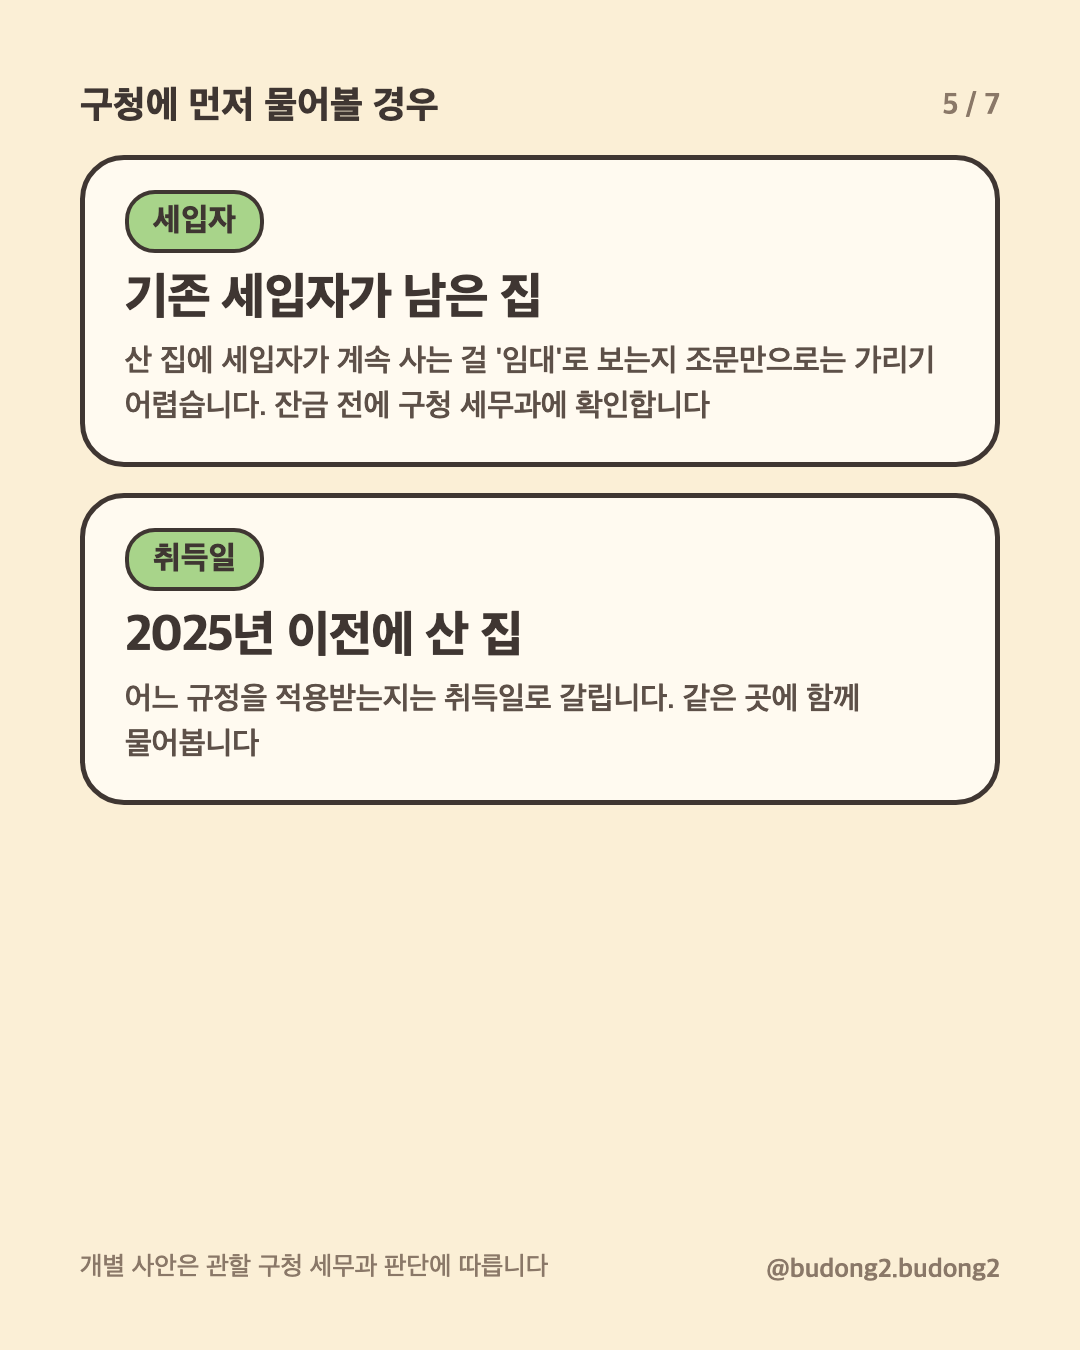 구청에 먼저 물어볼 경우
5 / 7
세입자
기존 세입자가 남은 집
산 집에 세입자가 계속 사는 걸 '임대'로 보는지 조문만으로는 가리기
어렵습니다. 잔금 전에 구청 세무과에 확인합니다
취득일
2025년 이전에 산 집
어느 규정을 적용받는지는 취득일로 갈립니다. 같은 곳에 함께
물어봅니다
개별 사안은 관할 구청 세무과 판단에 따릅니다
@budong2.budong2